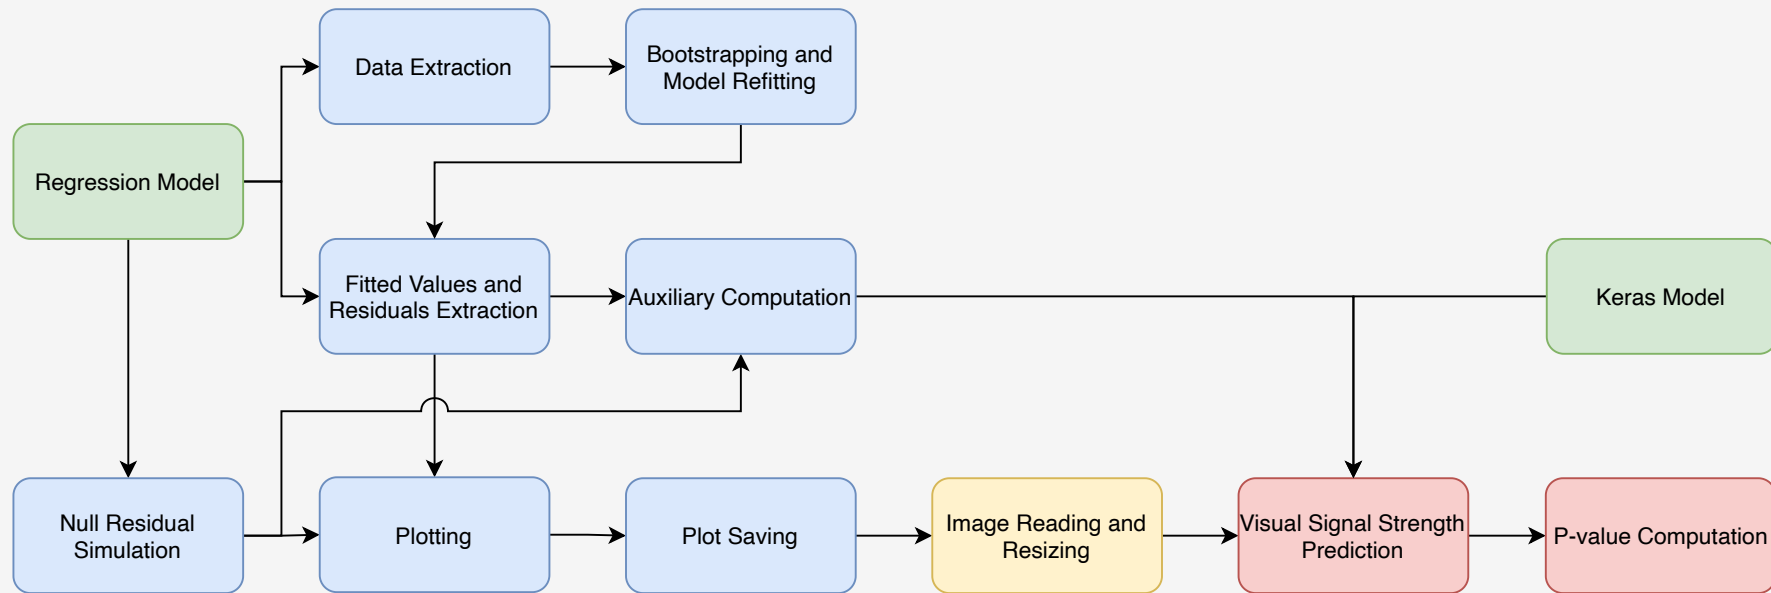 Data Extraction
Bootstrapping and
Model Refitting
Regression Model
Fitted Values and
Residuals Extraction
Auxiliary Computation
Keras Model
Null Residual
Simulation
Plotting
Plot Saving
Image Reading and
Resizing
Visual Signal Strength
Prediction
P-value Computation